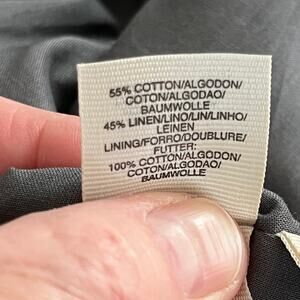 55% COTTON/ALGODON/
COTON/ALGODAO/
BAUMWOLLE
45% LINEN/LINO/LIN/LINHO/
LEINEN
LINING/FORRO/DOUBLURE/
FUTTER:
100% COTTON/ALGODON/
COTON/ALGODAO/
BAUMWOLLE